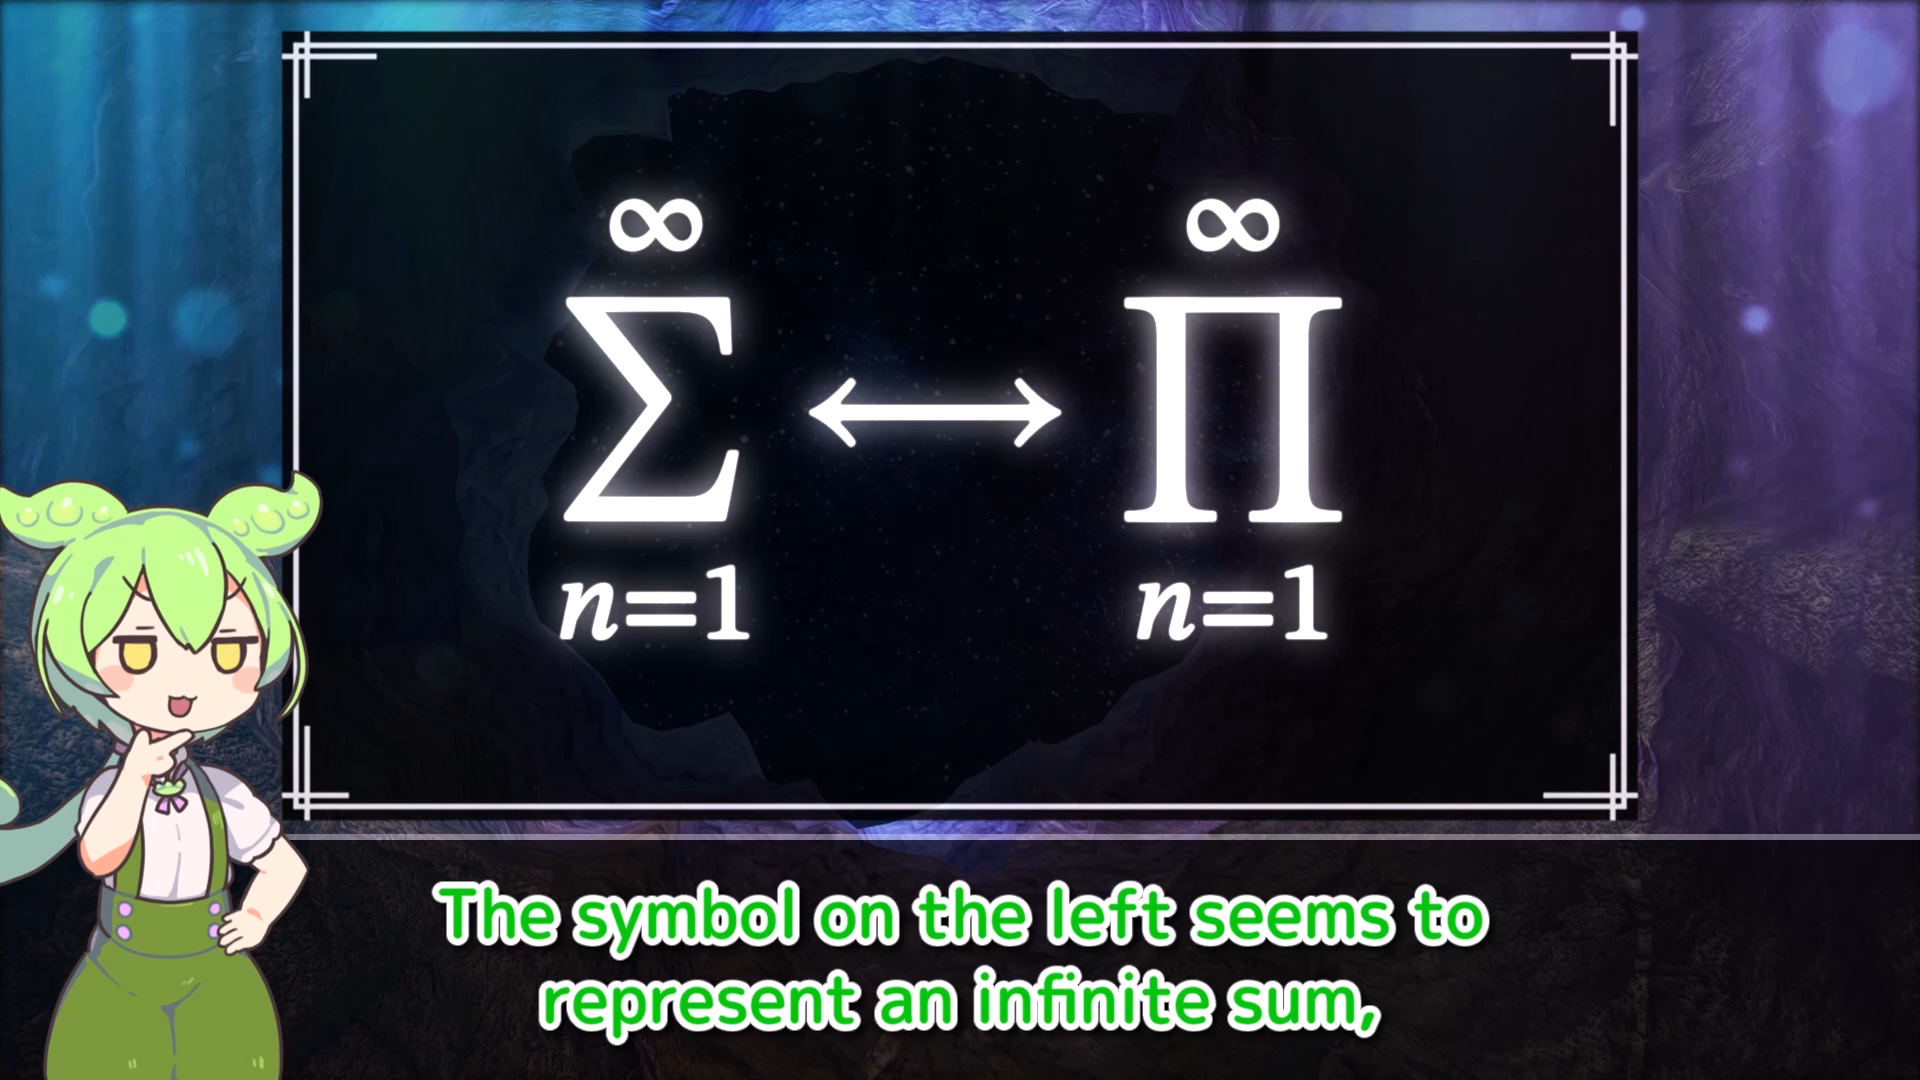 ∞ ∞
Σ ↔ Π
n=1 n=1
The symbol on the left seems to
represent an infinite sum,